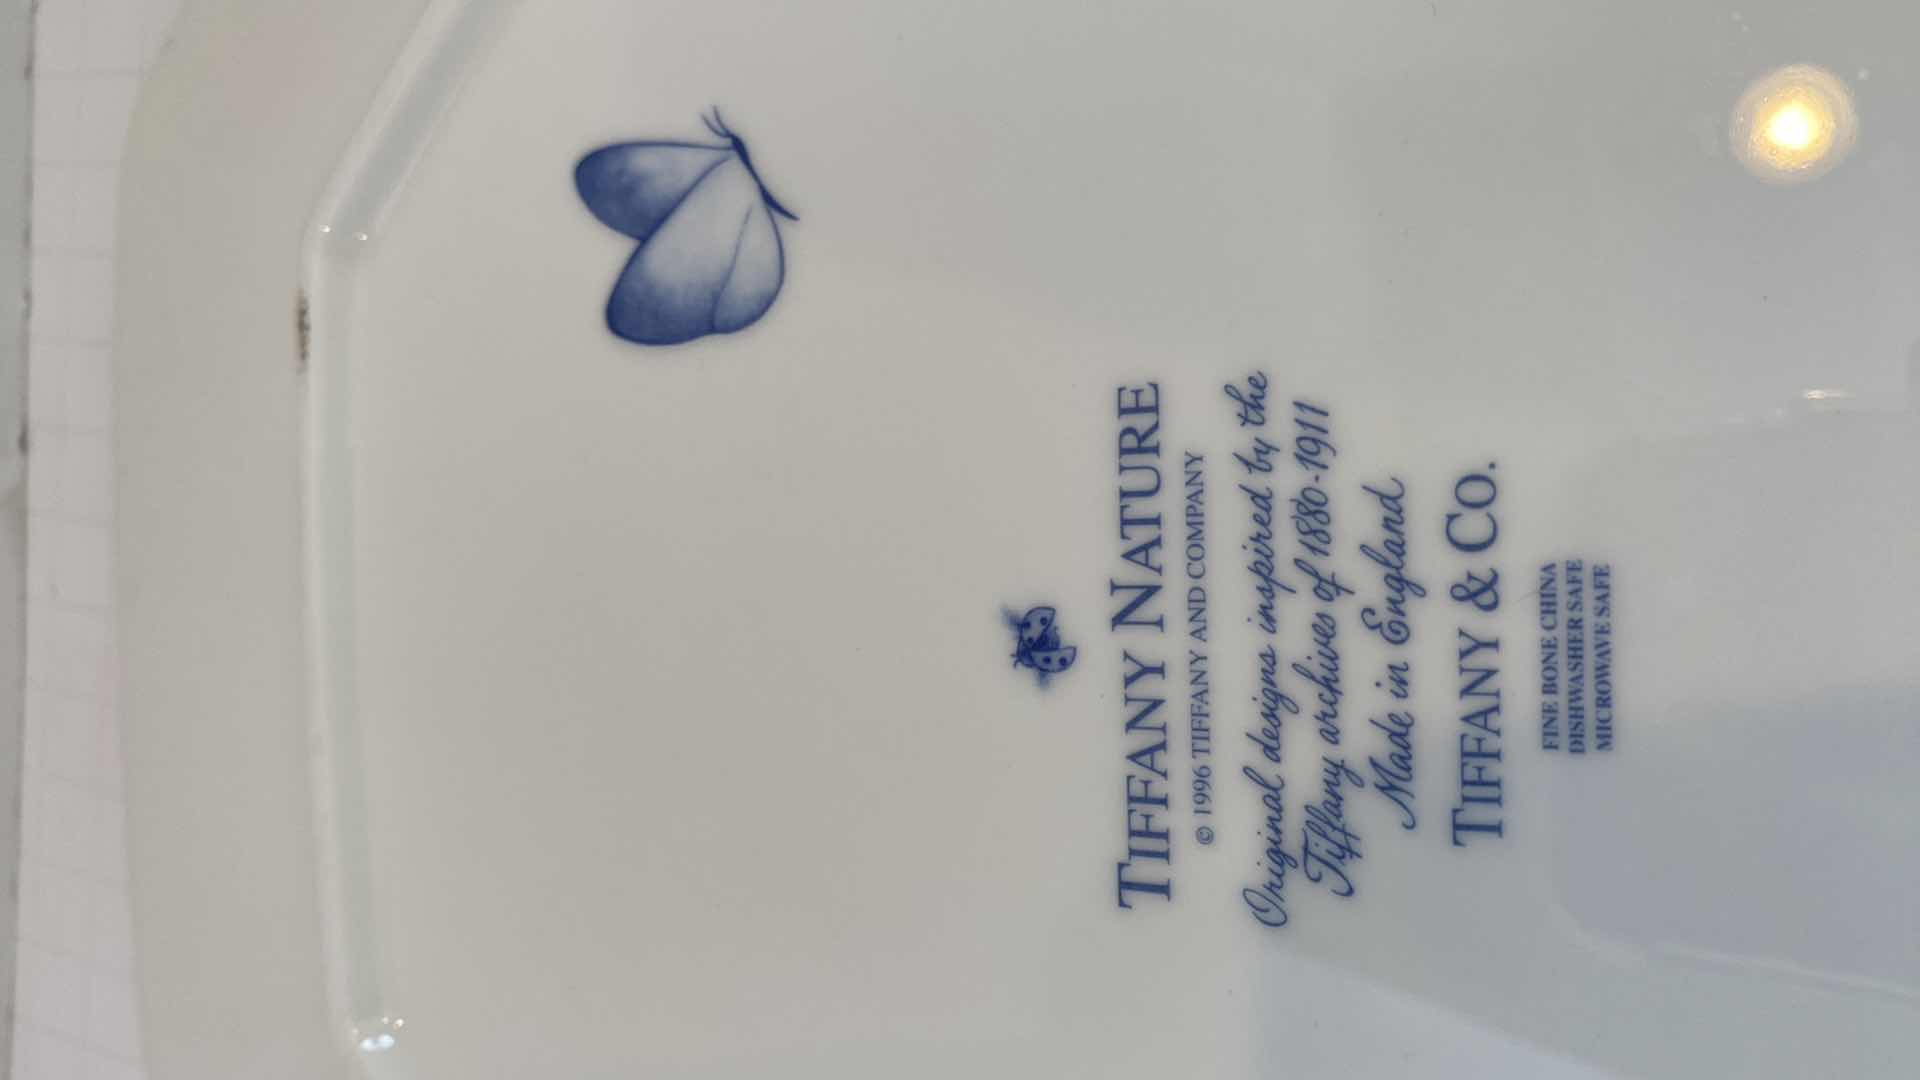 TIFFANY NATURE
© 1996 TIFFANY AND COMPANY
Original designs inspired by the
Tiffany archives of 1880-1911
Made in England
TIFFANY & CO.
FINE BONE CHINA
DISHWASHER SAFE
MICROWAVE SAFE